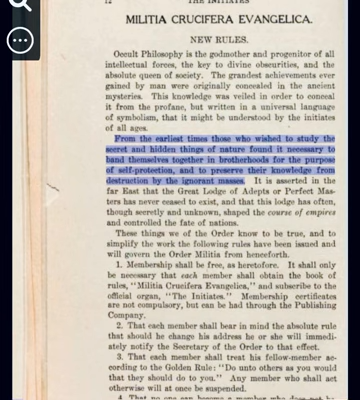 12 THE INITIATES
MILITIA CRUCIFERA EVANGELICA.
NEW RULES.
Occult Philosophy is the godmother and progenitor of all
intellectual forces, the key to divine obscurities, and the
absolute queen of society. The grandest achievements ever
gained by man were originally concealed in the ancient
mysteries. This knowledge was veiled in order to conceal
it from the profane, but written in a universal language
of symbolism, that it might be understood by the initiates
of all ages.
From the earliest times those who wished to study the
secret and hidden things of nature found it necessary to
band themselves together in brotherhoods for the purpose
of self-protection, and to preserve their knowledge from
destruction by the ignorant masses. It is asserted in the
far East that the Great Lodge of Adepts or Perfect Mas-
ters has never ceased to exist, and that this lodge has often,
though secretly and unknown, shaped the course of empires
and controlled the fate of nations.
These things we of the Order know to be true, and to
simplify the work the following rules have been issued and
will govern the Order Militia from henceforth.
1. Membership shall be free, as heretofore. It shall only
be necessary that each member shall obtain the book of
rules, "Militia Crucifera Evangelica," and subscribe to the
official organ, "The Initiates." Membership certificates
are not compulsory, but can be had through the Publishing
Company.
2. That each member shall bear in mind the absolute rule
that should he change his address he or she will immedi-
ately notify the Secretary of the Order to that effect.
3. That each member shall treat his fellow-member ac-
cording to the Golden Rule: "Do unto others as you would
that they should do to you." Any member who shall act
otherwise will at once be suspended.
4. That no one can become a member who does not